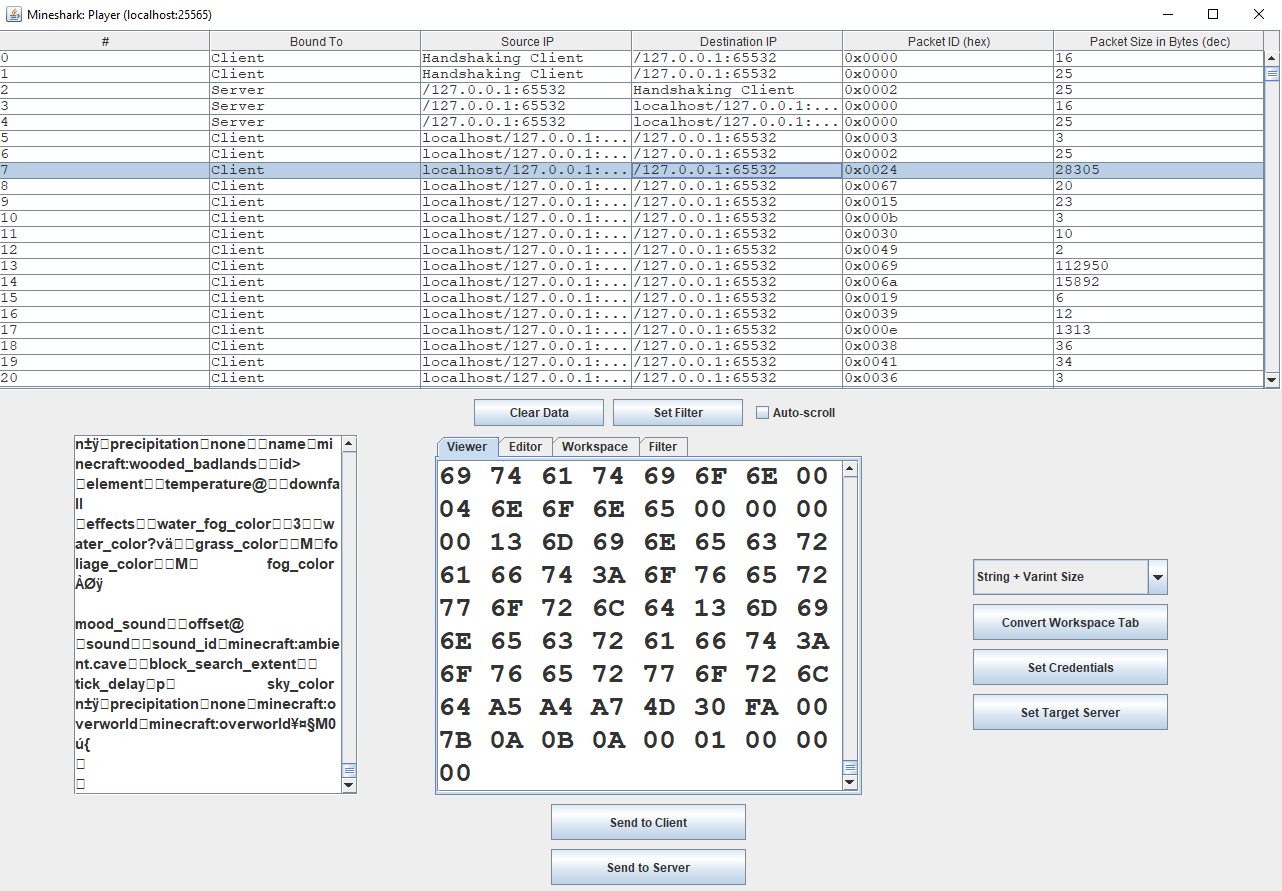 Mineshark: Player (localhost:25565)
# Bound To Source IP Destination IP Packet ID (hex) Packet Size in Bytes (dec)
0 Client Handshaking Client /127.0.0.1:65532 0x0000 16
1 Client Handshaking Client /127.0.0.1:65532 0x0000 25
2 Server /127.0.0.1:65532 Handshaking Client 0x0002 25
3 Server /127.0.0.1:65532 localhost/127.0.0.1:... 0x0000 16
4 Server /127.0.0.1:65532 localhost/127.0.0.1:... 0x0000 25
5 Client localhost/127.0.0.1:... /127.0.0.1:65532 0x0003 3
6 Client localhost/127.0.0.1:... /127.0.0.1:65532 0x0002 25
7 Client localhost/127.0.0.1:... /127.0.0.1:65532 0x0024 28305
8 Client localhost/127.0.0.1:... /127.0.0.1:65532 0x0067 20
9 Client localhost/127.0.0.1:... /127.0.0.1:65532 0x0015 23
10 Client localhost/127.0.0.1:... /127.0.0.1:65532 0x000b 3
11 Client localhost/127.0.0.1:... /127.0.0.1:65532 0x0030 10
12 Client localhost/127.0.0.1:... /127.0.0.1:65532 0x0049 2
13 Client localhost/127.0.0.1:... /127.0.0.1:65532 0x0069 112950
14 Client localhost/127.0.0.1:... /127.0.0.1:65532 0x006a 15892
15 Client localhost/127.0.0.1:... /127.0.0.1:65532 0x0019 6
16 Client localhost/127.0.0.1:... /127.0.0.1:65532 0x0039 12
17 Client localhost/127.0.0.1:... /127.0.0.1:65532 0x000e 1313
18 Client localhost/127.0.0.1:... /127.0.0.1:65532 0x0038 36
19 Client localhost/127.0.0.1:... /127.0.0.1:65532 0x0041 34
20 Client localhost/127.0.0.1:... /127.0.0.1:65532 0x0036 3
Clear Data Set Filter Auto-scroll
n±ÿ▯precipitation▯none▯▯name▯mi
necraft:wooded_badlands▯▯id>
▯element▯▯temperature@▯▯downfa
ll
▯effects▯▯water_fog_color▯▯3▯▯w
ater_color?vä▯▯grass_color▯▯M▯fo
liage_color▯▯M▯ fog_color
ÀØÿ
mood_sound▯▯offset@
▯sound▯▯sound_id▯minecraft:ambie
nt.cave▯▯block_search_extent▯▯
tick_delay▯p▯ sky_color
n±ÿ▯precipitation▯none▯minecraft:o
verworld▯minecraft:overworld¥¤§M0
ú{
▯
▯
Viewer Editor Workspace Filter
69 74 61 74 69 6F 6E 00
04 6E 6F 6E 65 00 00 00
00 13 6D 69 6E 65 63 72
61 66 74 3A 6F 76 65 72
77 6F 72 6C 64 13 6D 69
6E 65 63 72 61 66 74 3A
6F 76 65 72 77 6F 72 6C
64 A5 A4 A7 4D 30 FA 00
7B 0A 0B 0A 00 01 00 00
00
String + Varint Size
Convert Workspace Tab
Set Credentials
Set Target Server
Send to Client
Send to Server